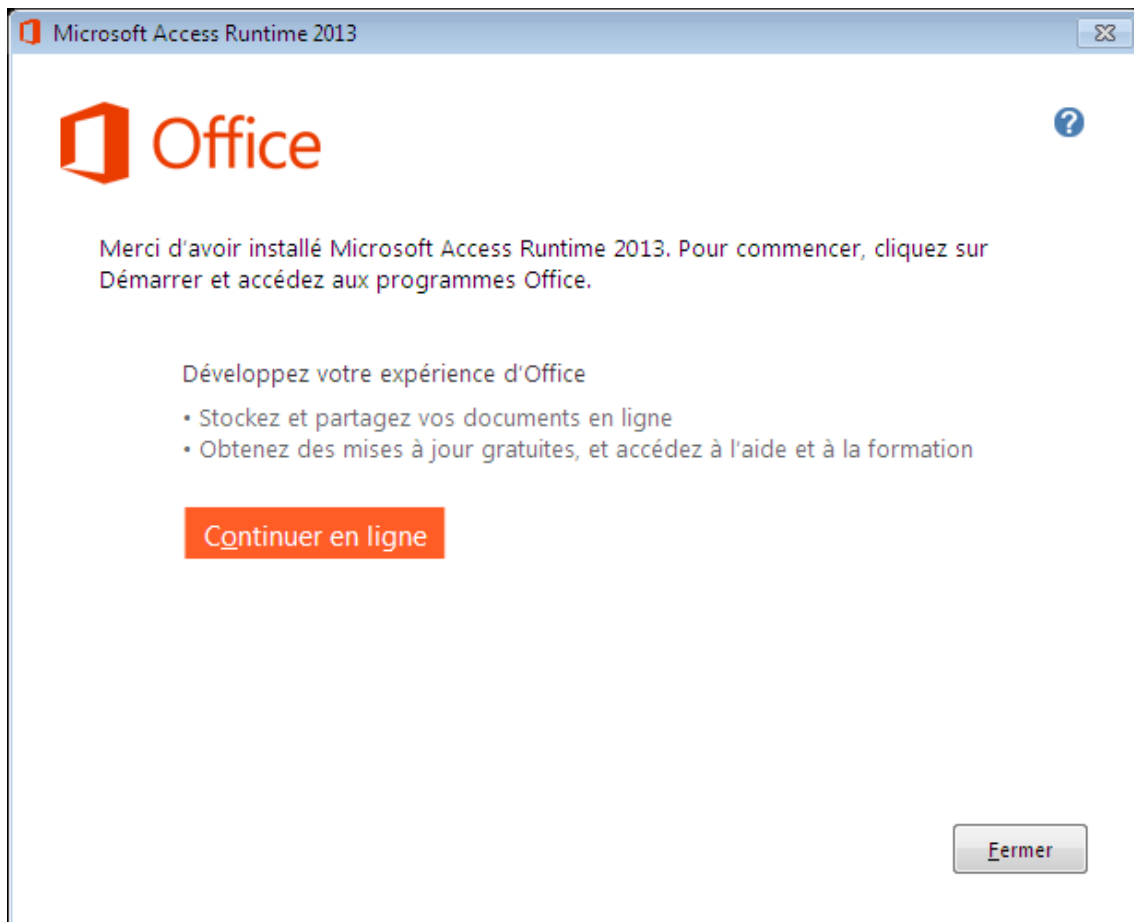 Microsoft Access Runtime 2013
Office
?
Merci d'avoir installé Microsoft Access Runtime 2013. Pour commencer, cliquez sur
Démarrer et accédez aux programmes Office.
Développez votre expérience d'Office
• Stockez et partagez vos documents en ligne
• Obtenez des mises à jour gratuites, et accédez à l'aide et à la formation
Continuer en ligne
Fermer